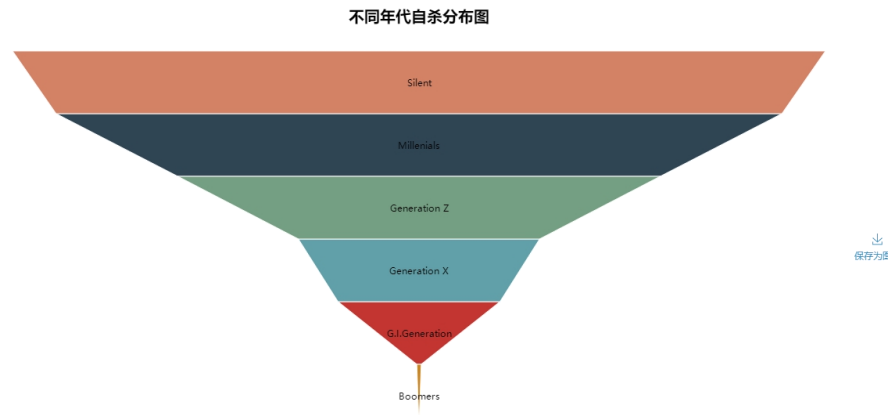 不同年代自杀分布图
Silent
Millenials
Generation Z
保存为图
Generation X
G.I.Generation
Boomers